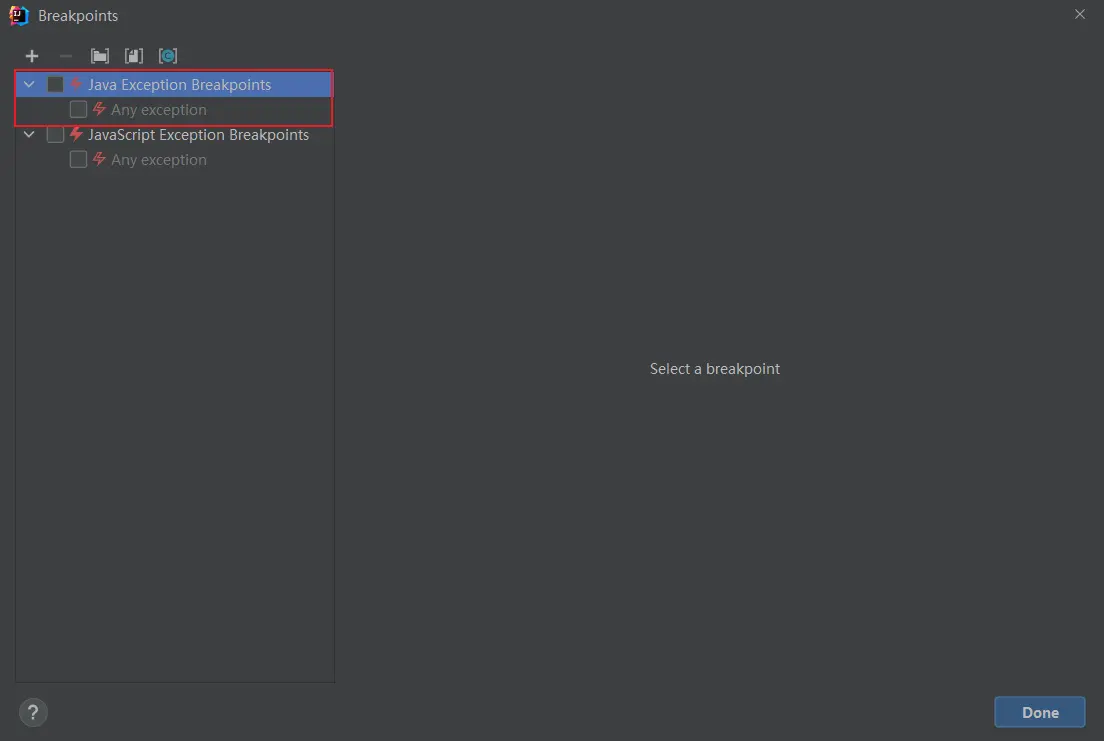 Breakpoints
Java Exception Breakpoints
Any exception
JavaScript Exception Breakpoints
Any exception
Select a breakpoint
?
Done